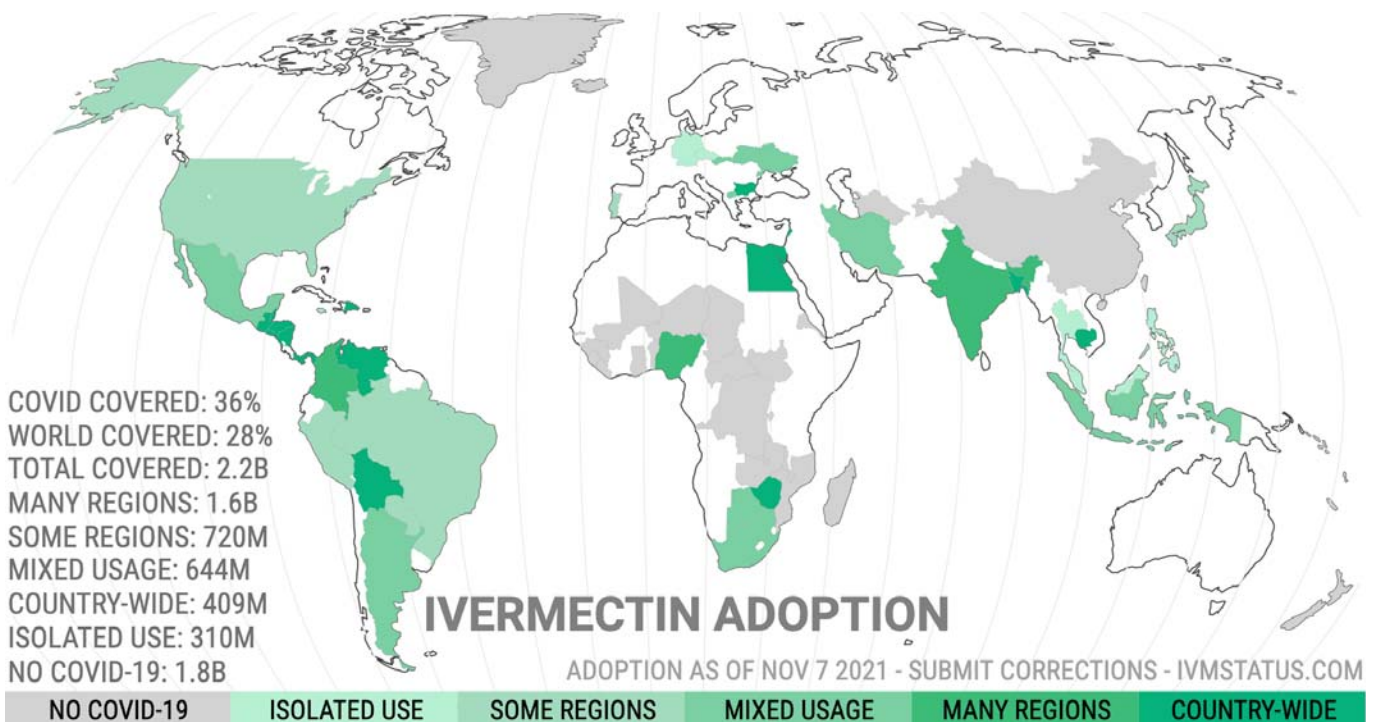 COVID COVERED: 36%
WORLD COVERED: 28%
TOTAL COVERED: 2.2B
MANY REGIONS: 1.6B
SOME REGIONS: 720M
MIXED USAGE: 644M
COUNTRY-WIDE: 409M
ISOLATED USE: 310M
NO COVID-19: 1.8B
IVERMECTIN ADOPTION
ADOPTION AS OF NOV 7 2021 - SUBMIT CORRECTIONS - IVMSTATUS.COM
NO COVID-19 ISOLATED USE SOME REGIONS MIXED USAGE MANY REGIONS COUNTRY-WIDE